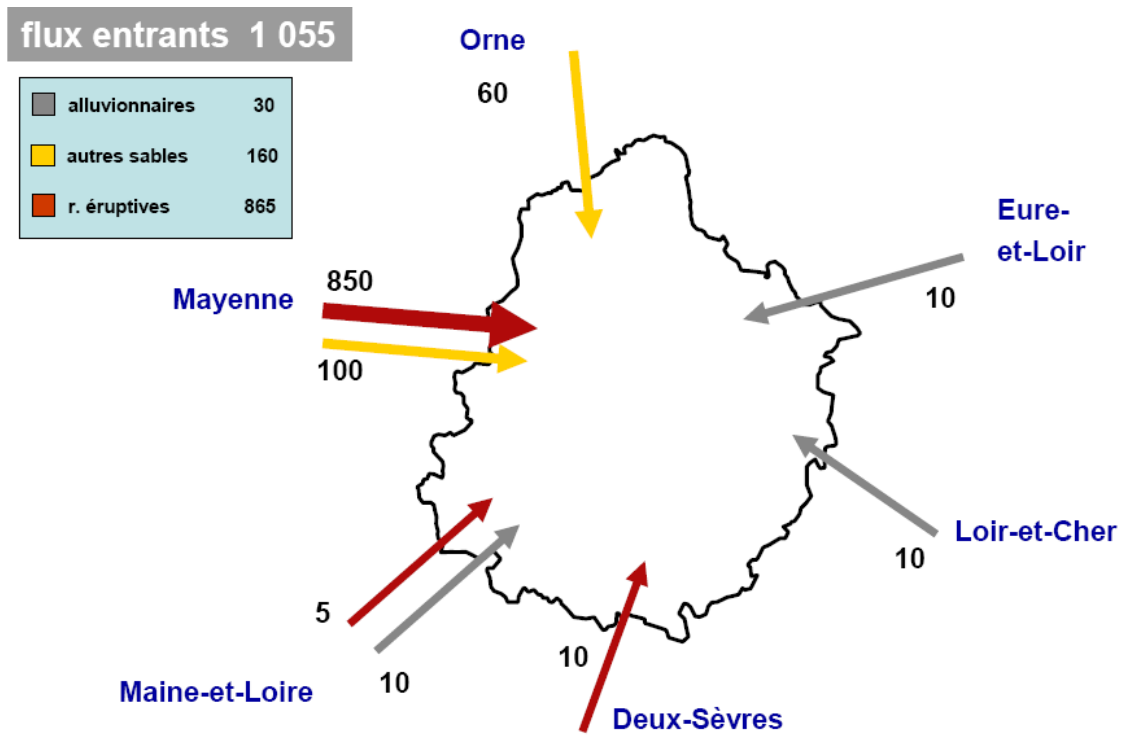 flux entrants 1 055
alluvionnaires 30
autres sables 160
r. éruptives 865
Orne
60
Eure-
et-Loir
10
Mayenne
850
100
Loir-et-Cher
10
5
10
Maine-et-Loire
10
Deux-Sèvres